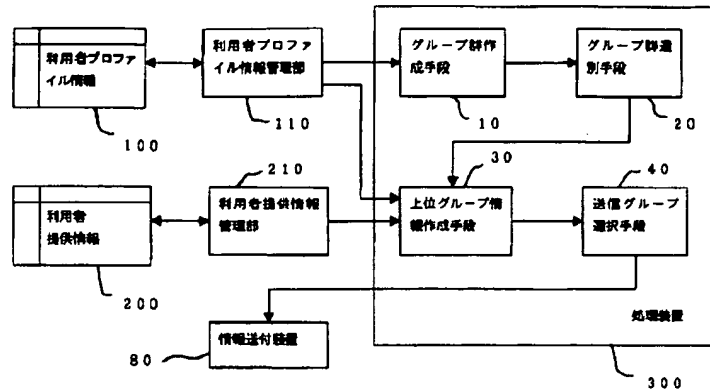 利用者プロファ
イル情報
100
利用者プロファ
イル情報管理部
110
グループ群作
成手段
10
グループ群選
別手段
20
利用者
提供情報
200
210
利用者提供情報
管理部
30
上位グループ情
報作成手段
40
送信グループ
選択手段
情報送付装置
80
処理装置
300